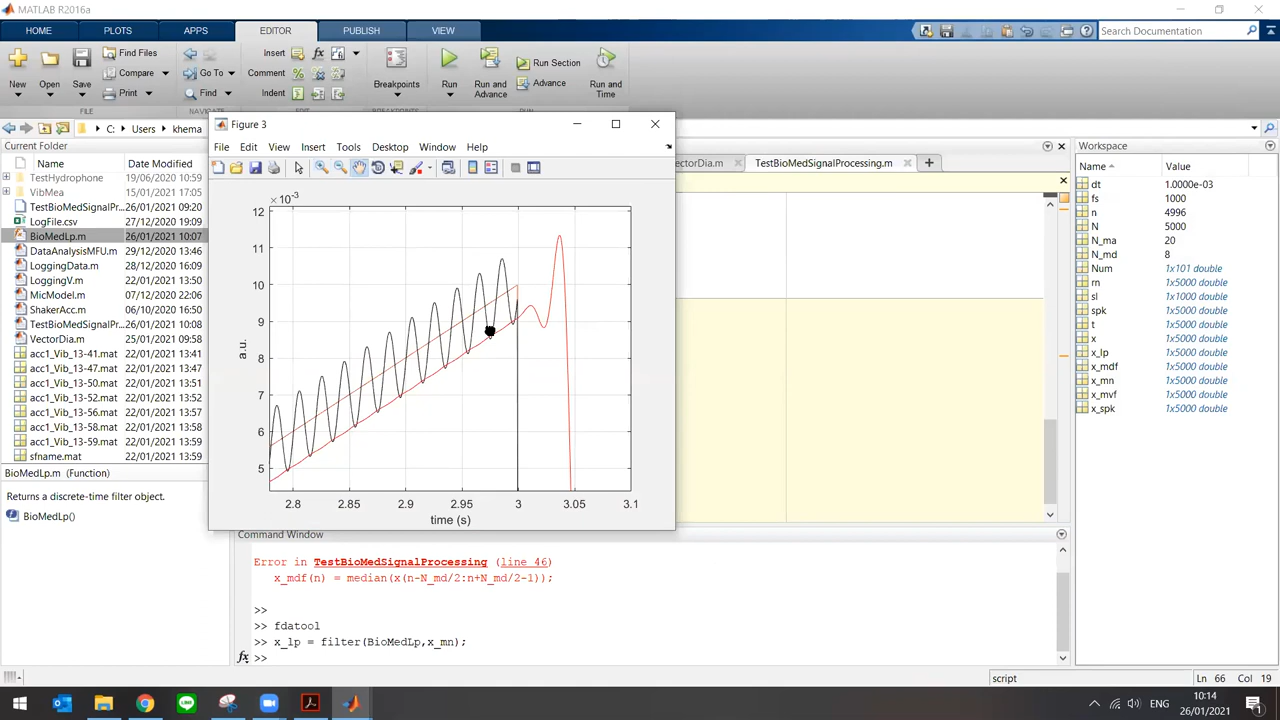 MATLAB R2016a
HOME PLOTS APPS EDITOR PUBLISH VIEW Search Documentation
New Open Save Find Files Compare Print Go To Find Insert Comment Indent Breakpoints Run Run and Advance Run Section Advance Run and Time
FILE NAVIGATE BREAKPOINTS
C: Users khema
Current Folder
Name Date Modified
TestHydrophone 19/06/2020 10:59
VibMea 15/01/2021 17:05
TestBioMedSignalPr... 26/01/2021 09:20
LogFile.csv 27/12/2020 19:09
BioMedLp.m 26/01/2021 10:07
DataAnalysisMFU.m 29/12/2020 13:46
LoggingData.m 28/12/2020 16:09
LoggingV.m 22/01/2021 13:50
MicModel.m 07/12/2020 22:06
ShakerAcc.m 06/10/2020 16:50
TestBioMedSignalPr... 26/01/2021 10:08
VectorDia.m 25/01/2021 09:58
acc1_Vib_13-41.mat 22/01/2021 13:41
acc1_Vib_13-47.mat 22/01/2021 13:47
acc1_Vib_13-50.mat 22/01/2021 13:51
acc1_Vib_13-52.mat 22/01/2021 13:52
acc1_Vib_13-56.mat 22/01/2021 13:57
acc1_Vib_13-58.mat 22/01/2021 13:58
acc1_Vib_13-59.mat 22/01/2021 13:59
sfname.mat 22/01/2021 13:59
BioMedLp.m (Function)
Returns a discrete-time filter object.
BioMedLp()
Figure 3
File Edit View Insert Tools Desktop Window Help
×10⁻³
12
11
10
9
8
7
6
5
a.u.
2.8 2.85 2.9 2.95 3 3.05 3.1
time (s)
ectorDia.m TestBioMedSignalProcessing.m
Command Window
Error in TestBioMedSignalProcessing (line 46)
x_mdf(n) = median(x(n-N_md/2:n+N_md/2-1));
>>
>> fdatool
>> x_lp = filter(BioMedLp,x_mn);
fx >>
Workspace
Name Value
dt 1.0000e-03
fs 1000
n 4996
N 5000
N_ma 20
N_md 8
Num 1x101 double
rn 1x5000 double
sl 1x1000 double
spk 1x5000 double
t 1x5000 double
x 1x5000 double
x_lp 1x5000 double
x_mdf 1x5000 double
x_mn 1x5000 double
x_mvf 1x5000 double
x_spk 1x5000 double
script Ln 66 Col 19
ENG 10:14
26/01/2021
1